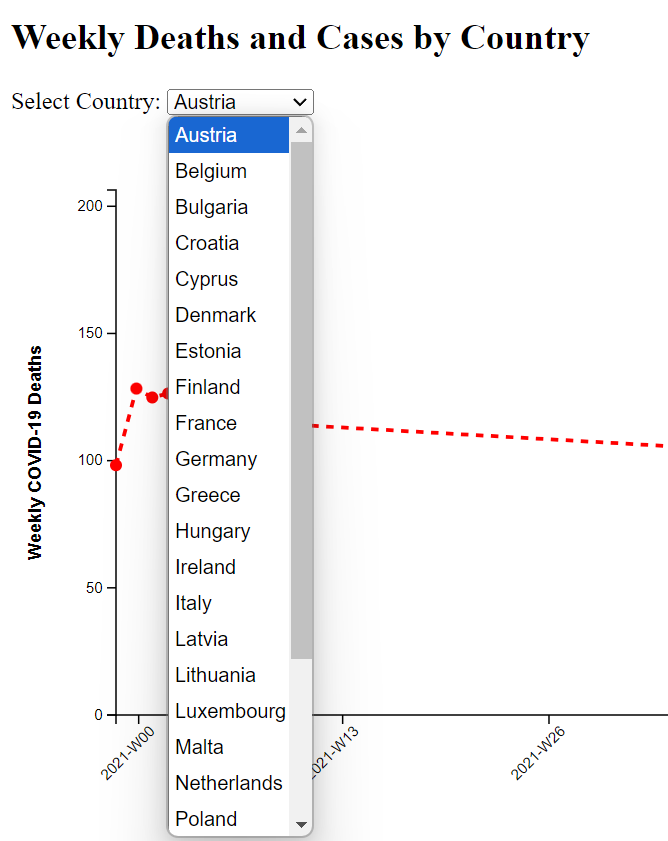 Weekly Deaths and Cases by Country
Select Country: Austria
Austria
Belgium
Bulgaria
Croatia
Cyprus
Denmark
Estonia
Finland
France
Germany
Greece
Hungary
Ireland
Italy
Latvia
Lithuania
Luxembourg
Malta
Netherlands
Poland
Weekly COVID-19 Deaths
200
150
100
50
0
2021-W00
2021-W13
2021-W26